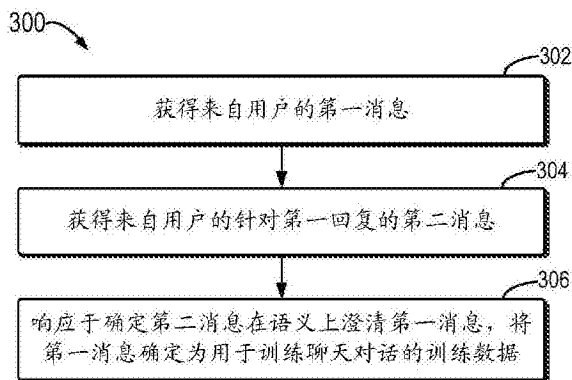 300
302
获得来自用户的第一消息
304
获得来自用户的针对第一回复的第二消息
306
响应于确定第二消息在语义上澄清第一消息，将
第一消息确定为用于训练聊天对话的训练数据